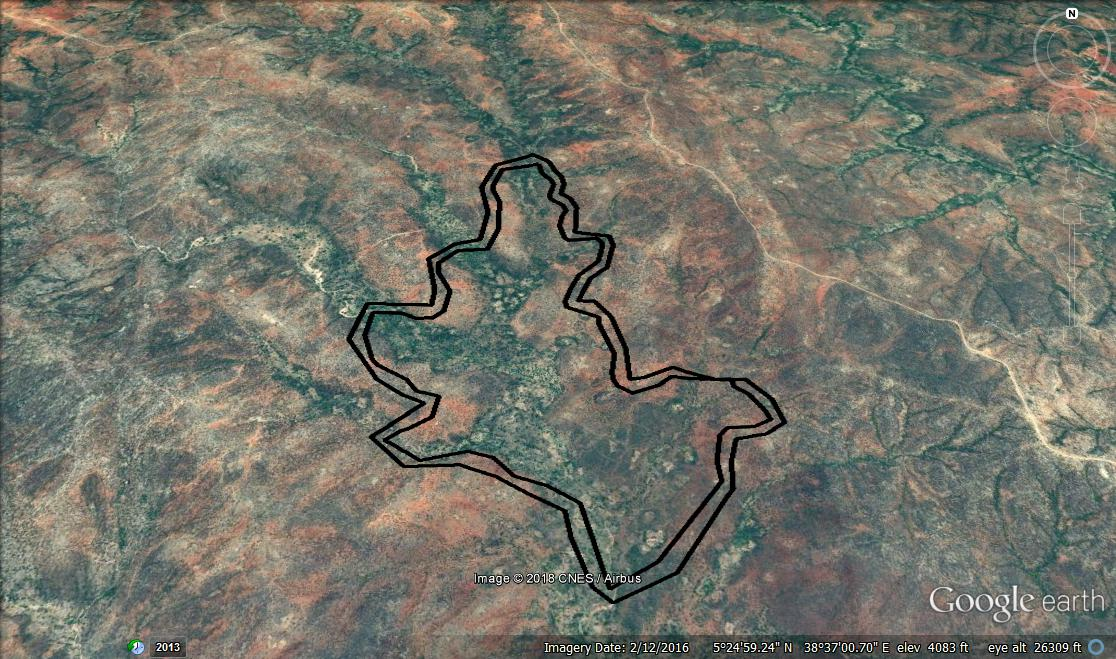 N
Image © 2018 CNES / Airbus
Google earth
2013
Imagery Date: 2/12/2016 5°24'59.24" N 38°37'00.70" E elev 4083 ft eye alt 26309 ft